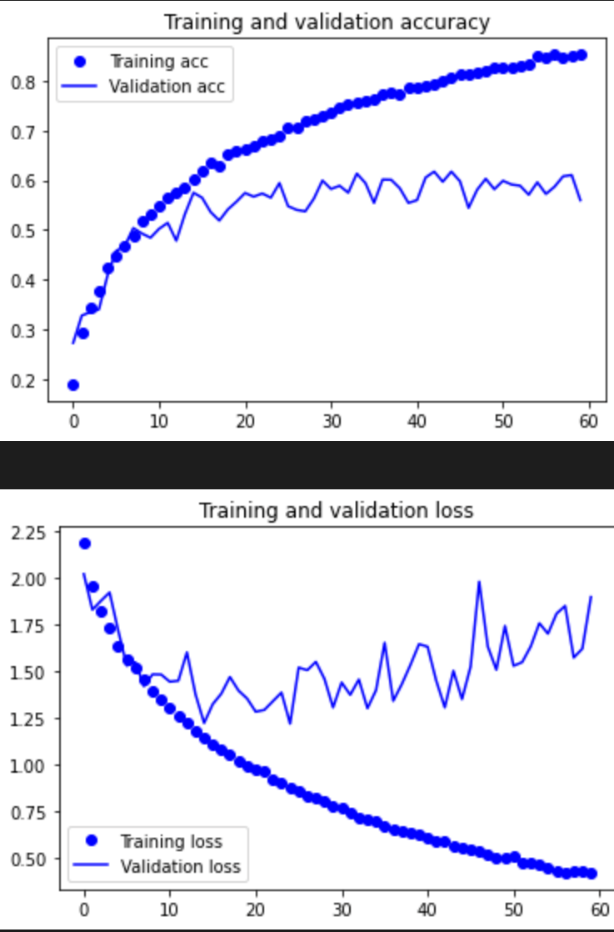 Training and validation accuracy
Training acc
Validation acc
0.8
0.7
0.6
0.5
0.4
0.3
0.2
0 10 20 30 40 50 60
Training and validation loss
2.25
2.00
1.75
1.50
1.25
1.00
0.75
0.50
Training loss
Validation loss
0 10 20 30 40 50 60